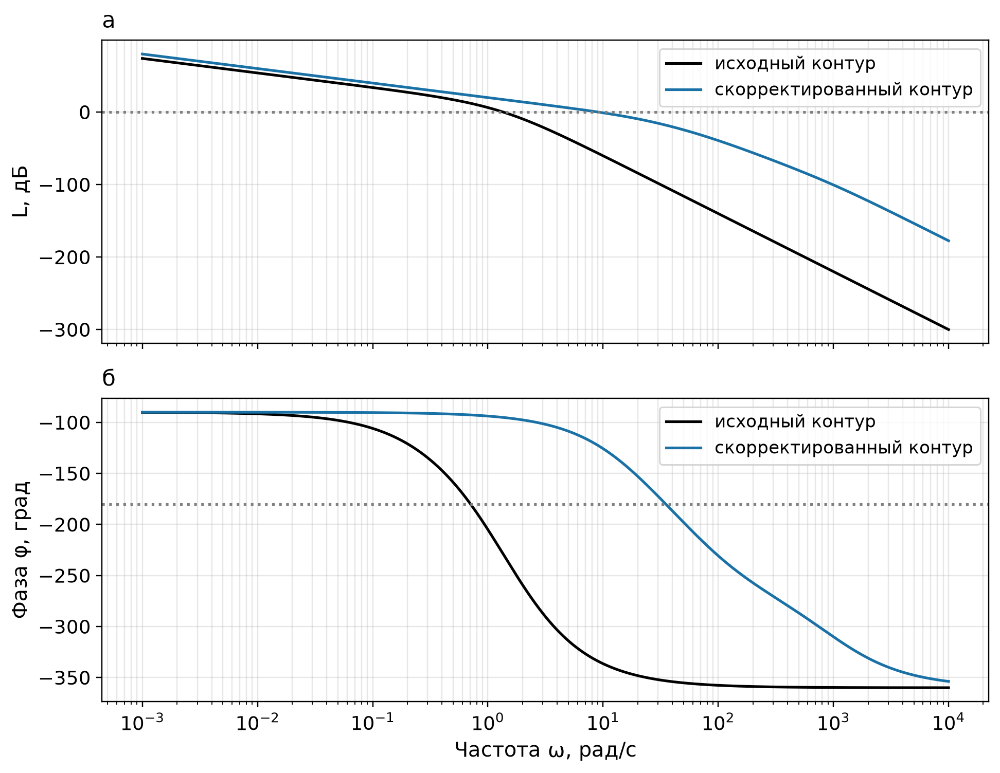 а
исходный контур
скорректированный контур
L, дБ
0
−100
−200
−300
б
исходный контур
скорректированный контур
Фаза φ, град
−100
−150
−200
−250
−300
−350
10⁻³ 10⁻² 10⁻¹ 10⁰ 10¹ 10² 10³ 10⁴
Частота ω, рад/с